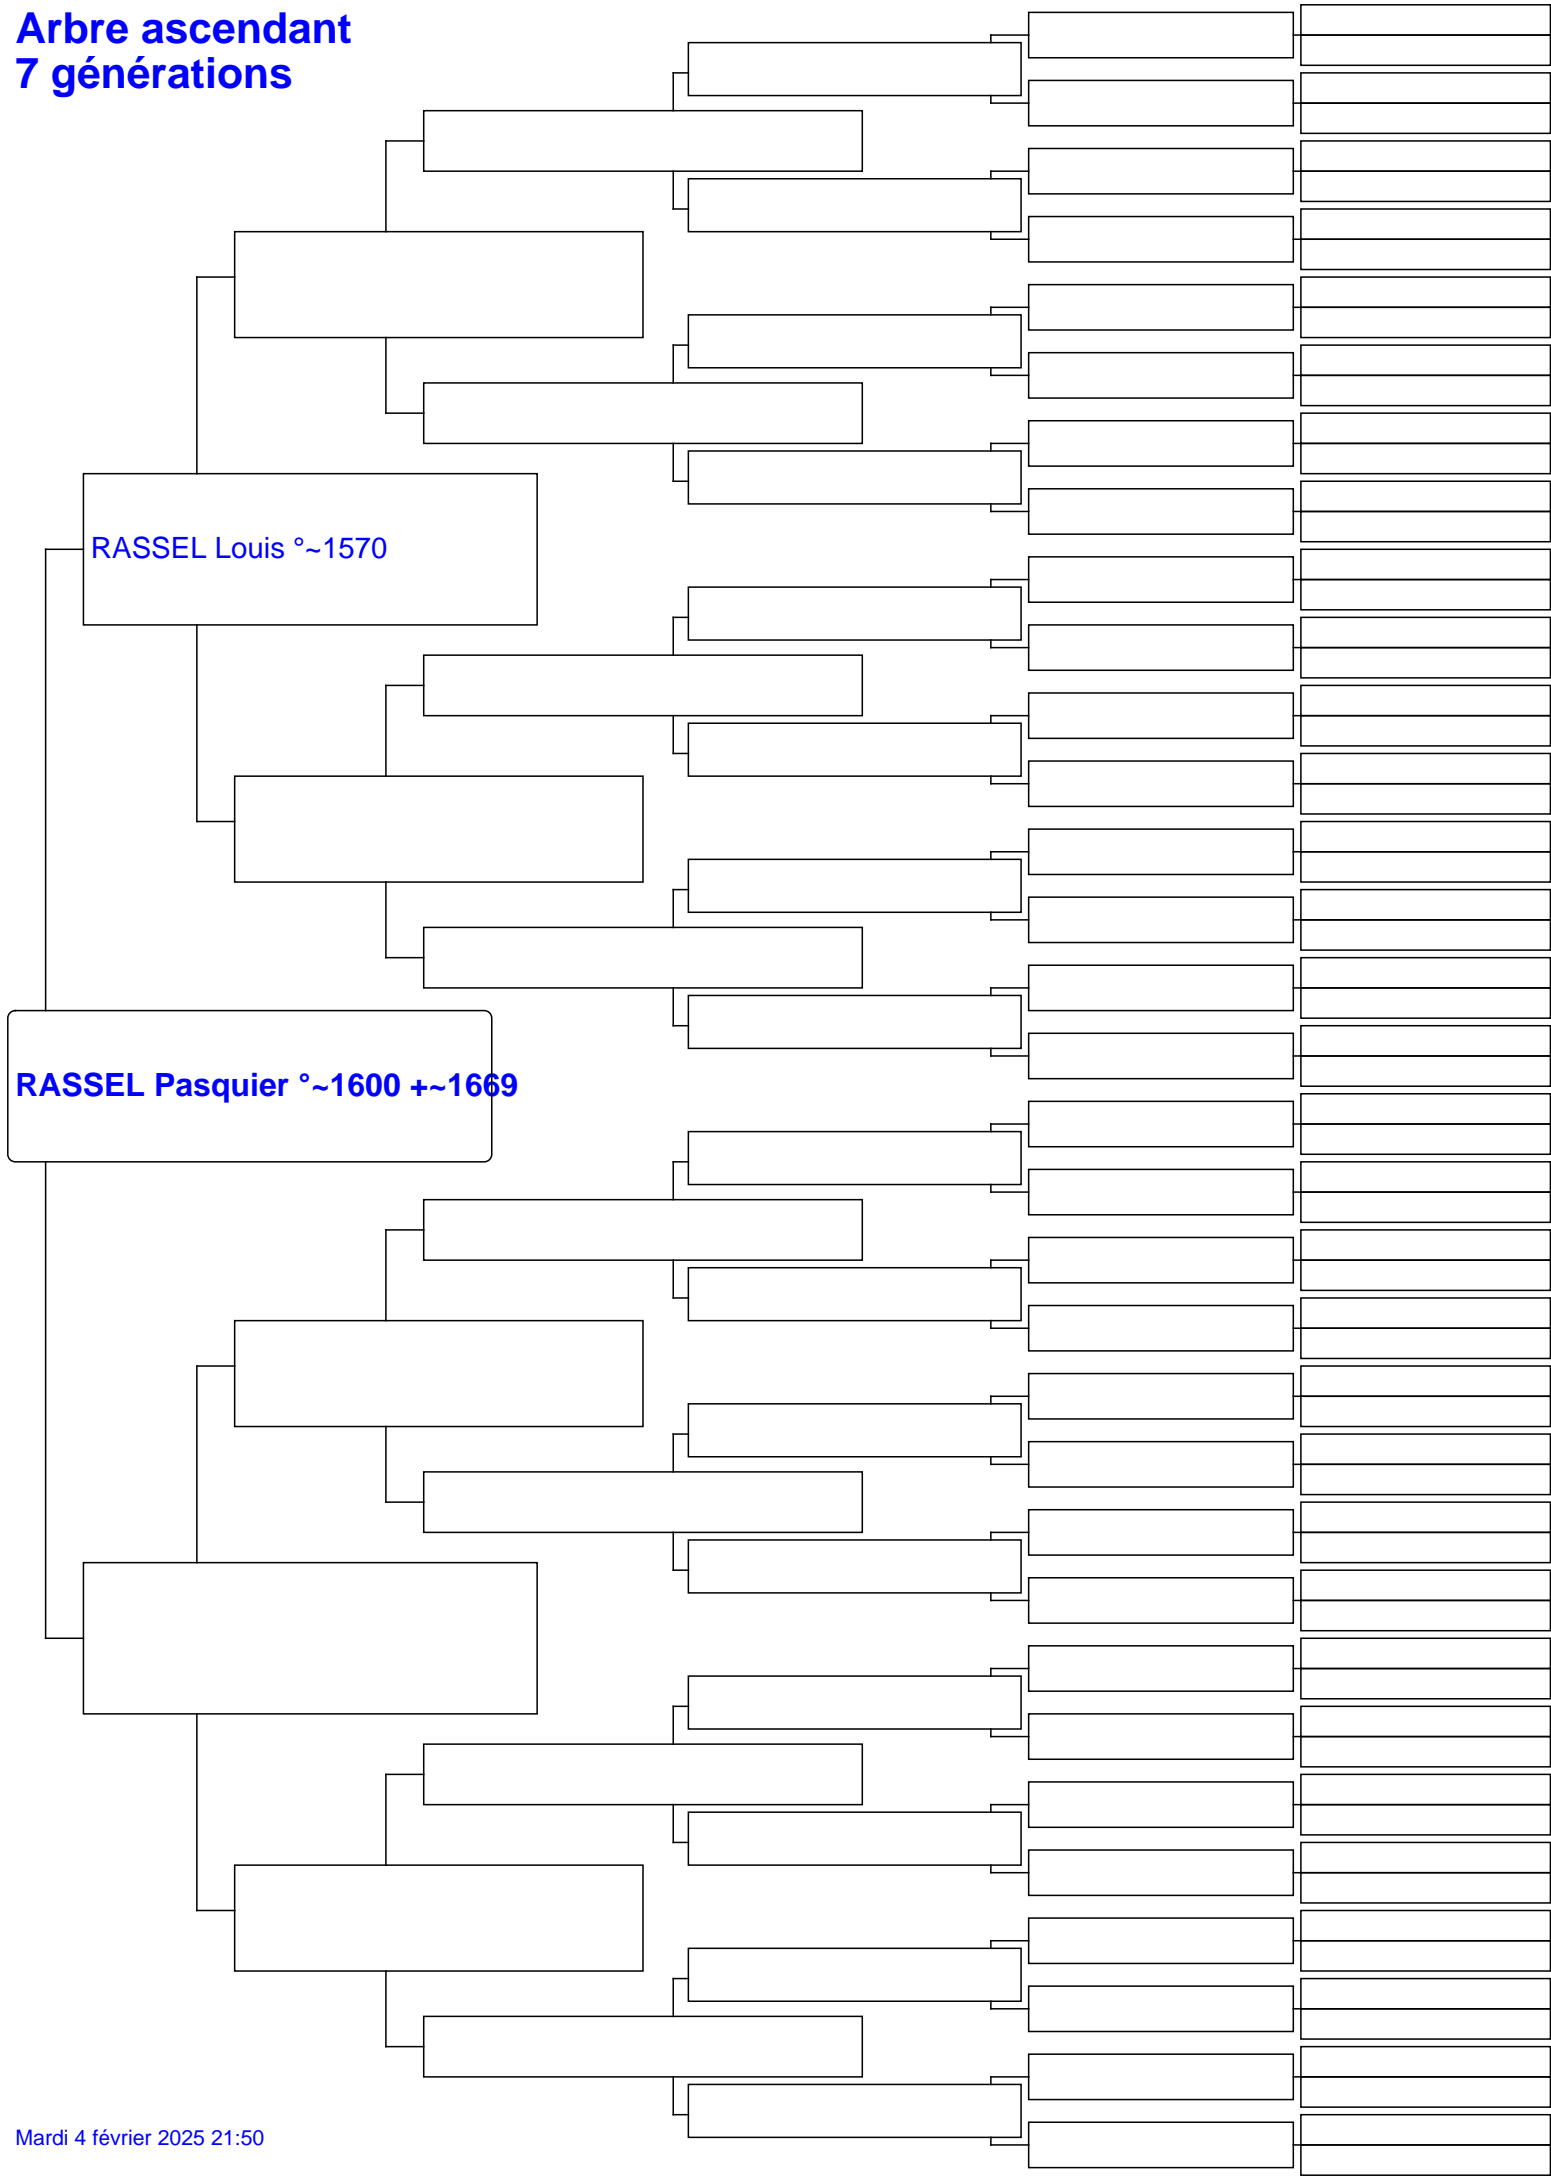 Arbre ascendant
7 générations
RASSEL Louis °~1570
RASSEL Pasquier °~1600 +~1669
Mardi 4 février 2025 21:50